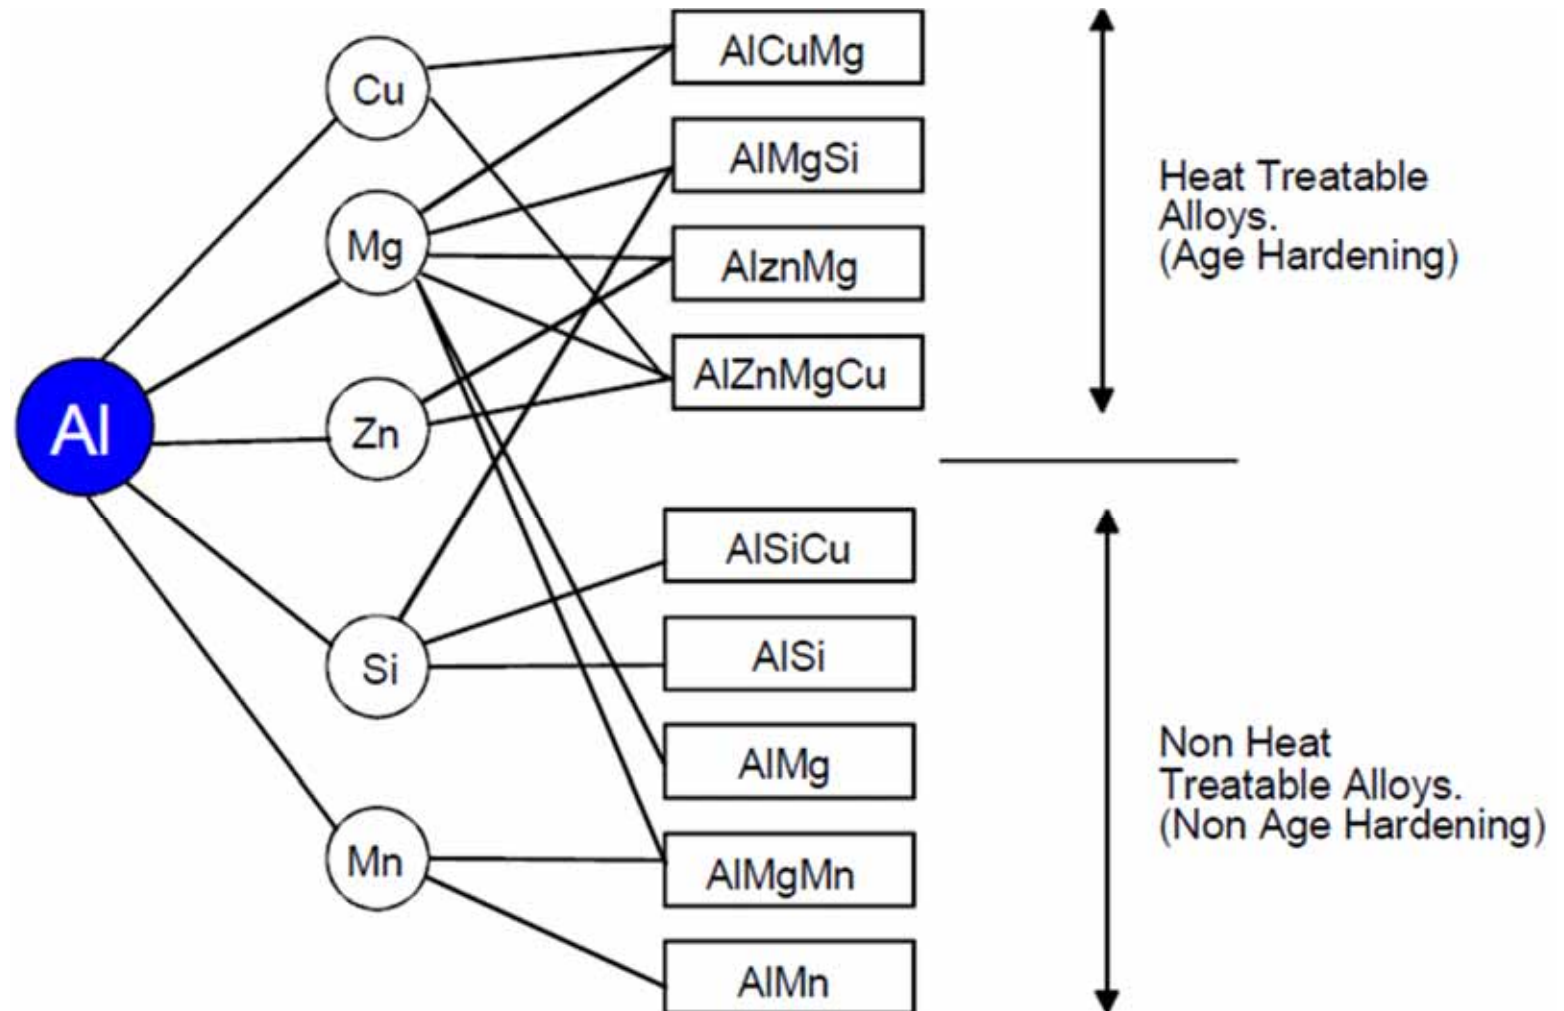 Al
Cu
Mg
Zn
Si
Mn
AlCuMg
AlMgSi
AlznMg
AlZnMgCu
AlSiCu
AlSi
AlMg
AlMgMn
AlMn
Heat Treatable
Alloys.
(Age Hardening)
Non Heat
Treatable Alloys.
(Non Age Hardening)